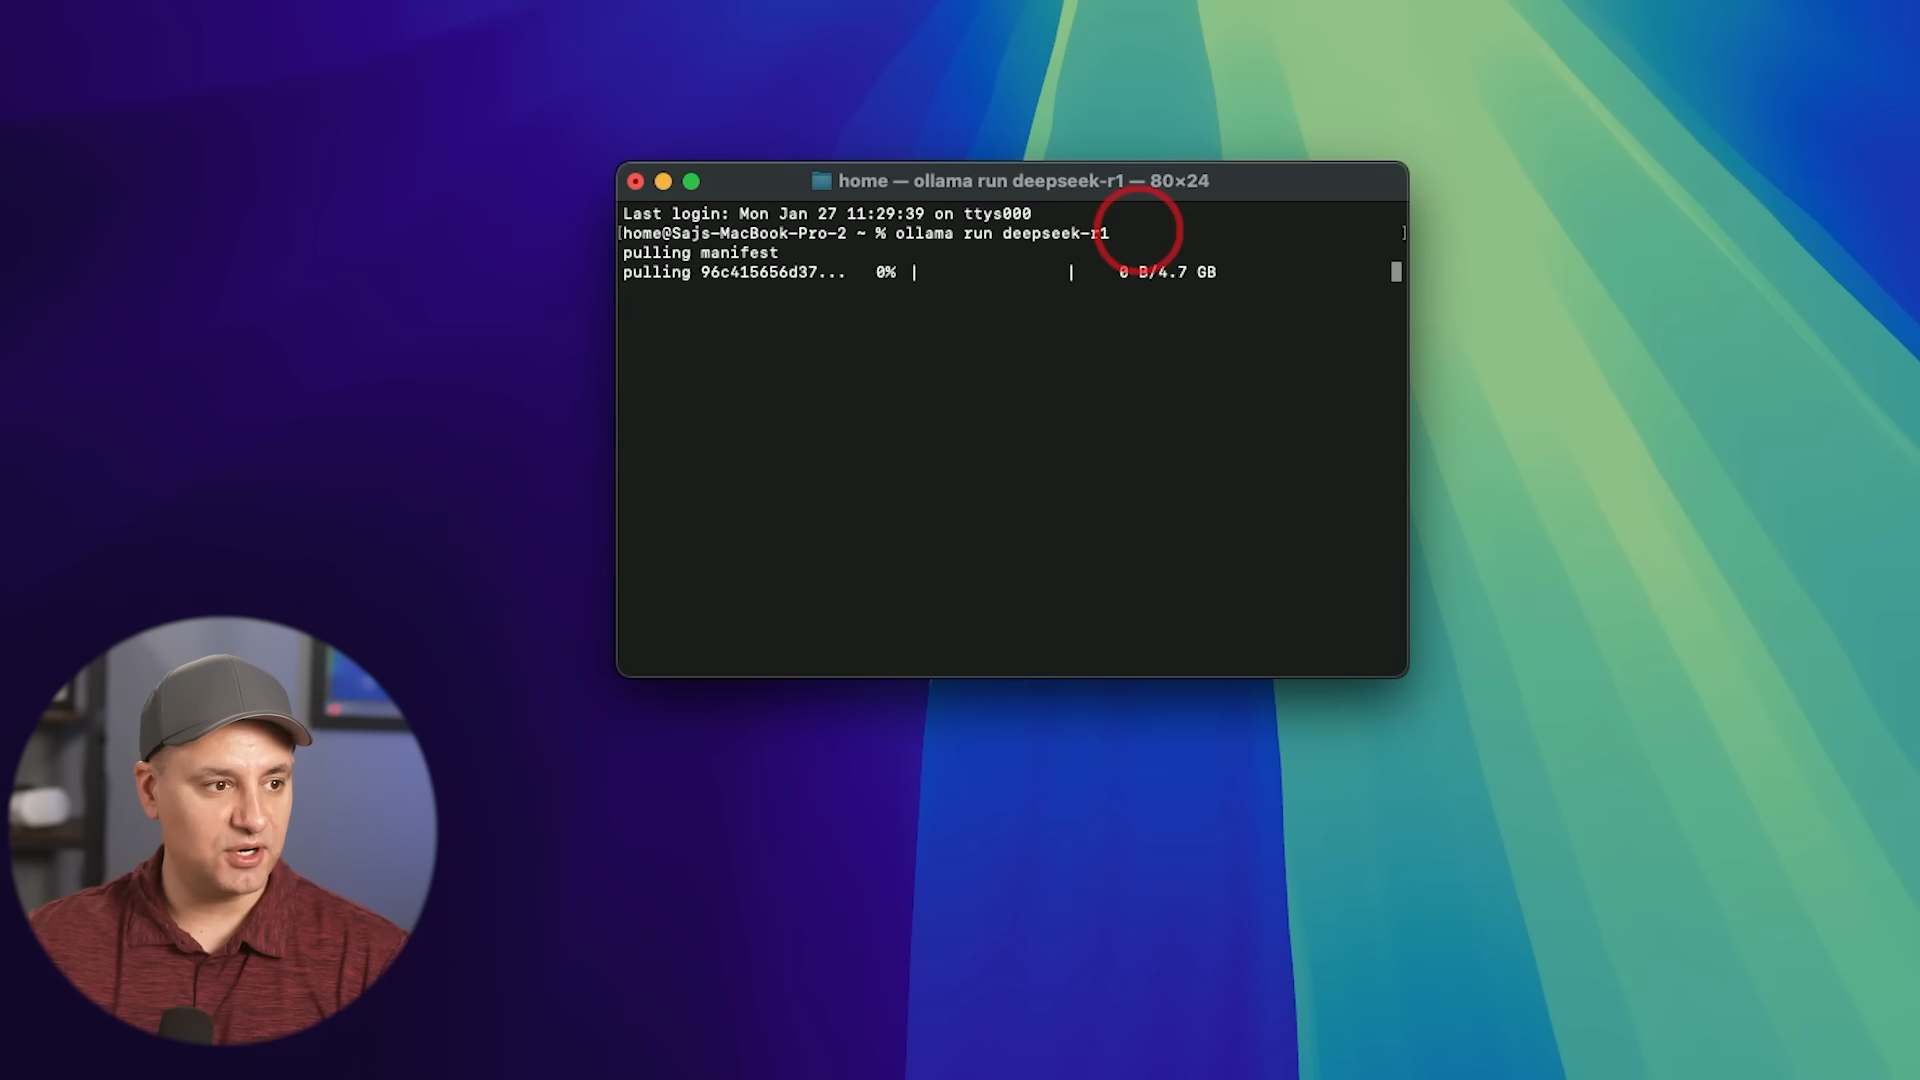 home — ollama run deepseek-r1 — 80×24
Last login: Mon Jan 27 11:29:39 on ttys000
[home@Sajs-MacBook-Pro-2 ~ % ollama run deepseek-r1 ]
pulling manifest
pulling 96c415656d37... 0% | | 0 B/4.7 GB